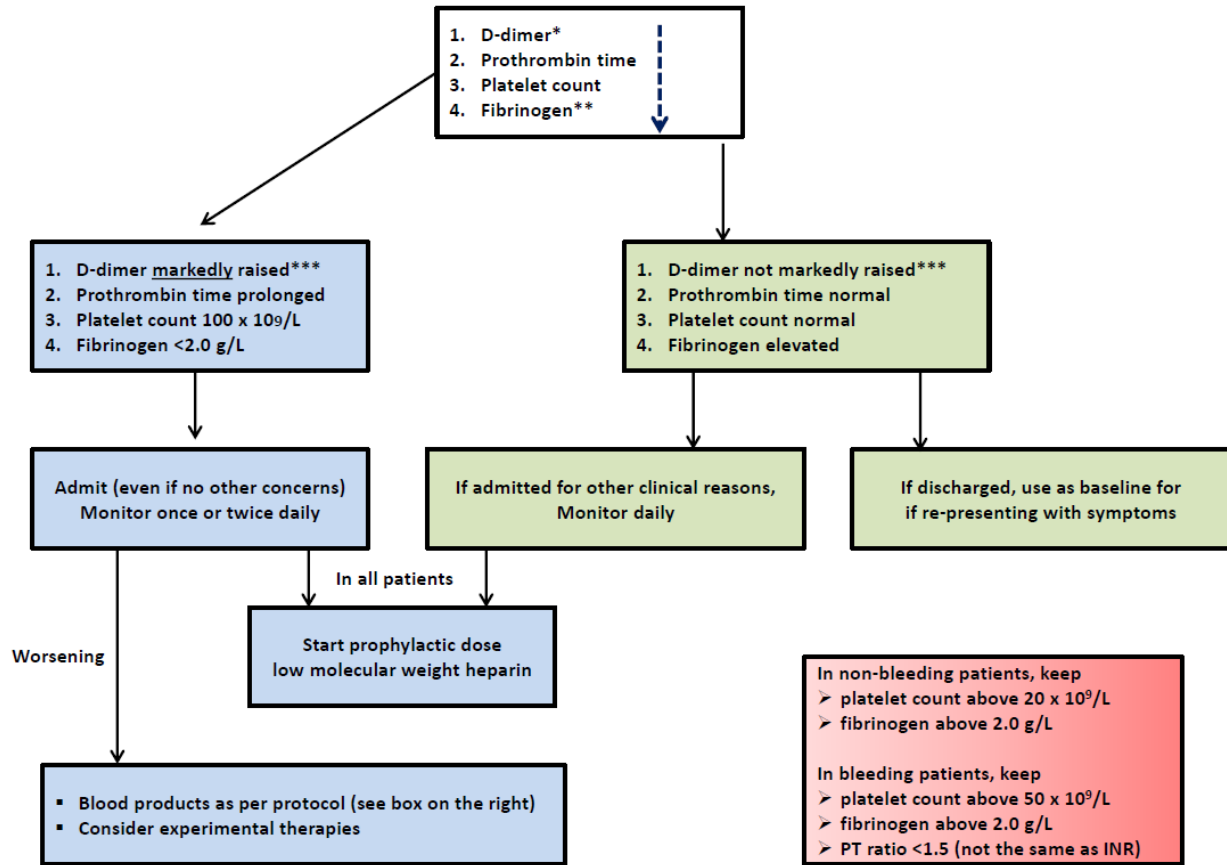 1. D-dimer*
2. Prothrombin time
3. Platelet count
4. Fibrinogen**
1. D-dimer markedly raised***
2. Prothrombin time prolonged
3. Platelet count 100 x 109/L
4. Fibrinogen <2.0 g/L
1. D-dimer not markedly raised***
2. Prothrombin time normal
3. Platelet count normal
4. Fibrinogen elevated
Admit (even if no other concerns)
Monitor once or twice daily
If admitted for other clinical reasons,
Monitor daily
If discharged, use as baseline for
if re-presenting with symptoms
In all patients
Worsening
Start prophylactic dose
low molecular weight heparin
▪ Blood products as per protocol (see box on the right)
▪ Consider experimental therapies
In non-bleeding patients, keep
➢ platelet count above 20 x 10⁹/L
➢ fibrinogen above 2.0 g/L
In bleeding patients, keep
➢ platelet count above 50 x 10⁹/L
➢ fibrinogen above 2.0 g/L
➢ PT ratio <1.5 (not the same as INR)